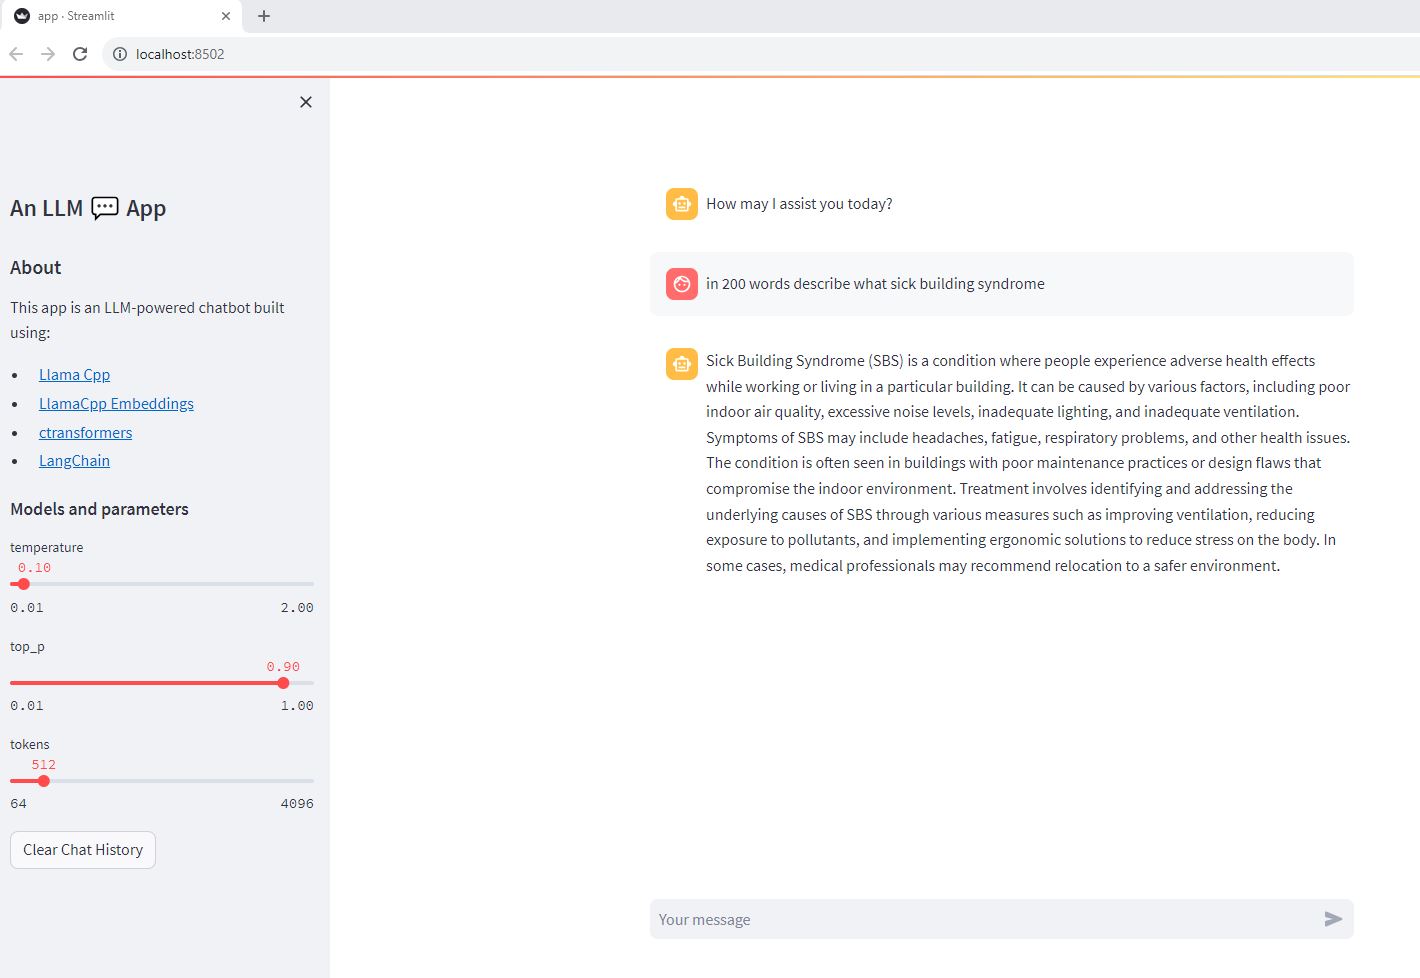 app · Streamlit
localhost:8502
An LLM 💬 App
About
This app is an LLM-powered chatbot built
using:
Llama Cpp
LlamaCpp Embeddings
ctransformers
LangChain
Models and parameters
temperature
0.10
0.01 2.00
top_p
0.90
0.01 1.00
tokens
512
64 4096
Clear Chat History
How may I assist you today?
in 200 words describe what sick building syndrome
Sick Building Syndrome (SBS) is a condition where people experience adverse health effects
while working or living in a particular building. It can be caused by various factors, including poor
indoor air quality, excessive noise levels, inadequate lighting, and inadequate ventilation.
Symptoms of SBS may include headaches, fatigue, respiratory problems, and other health issues.
The condition is often seen in buildings with poor maintenance practices or design flaws that
compromise the indoor environment. Treatment involves identifying and addressing the
underlying causes of SBS through various measures such as improving ventilation, reducing
exposure to pollutants, and implementing ergonomic solutions to reduce stress on the body. In
some cases, medical professionals may recommend relocation to a safer environment.
Your message